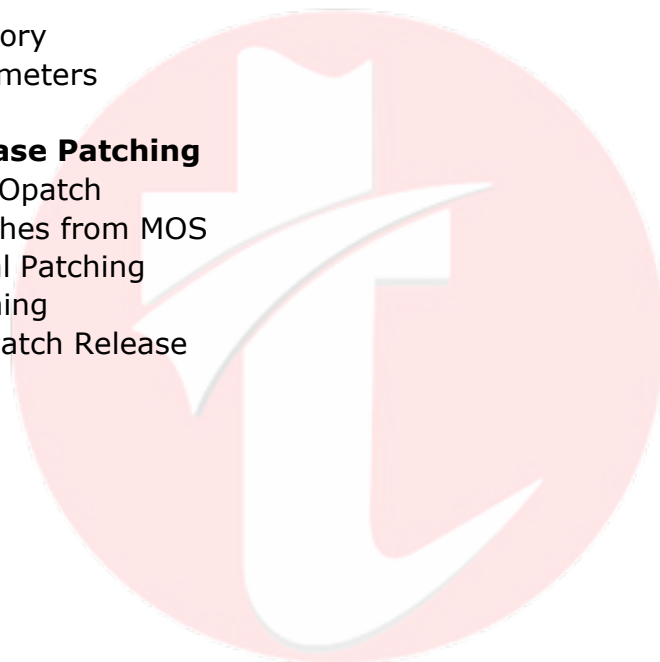 ory
meters
ase Patching
Opatch
hes from MOS
l Patching
ing
atch Release